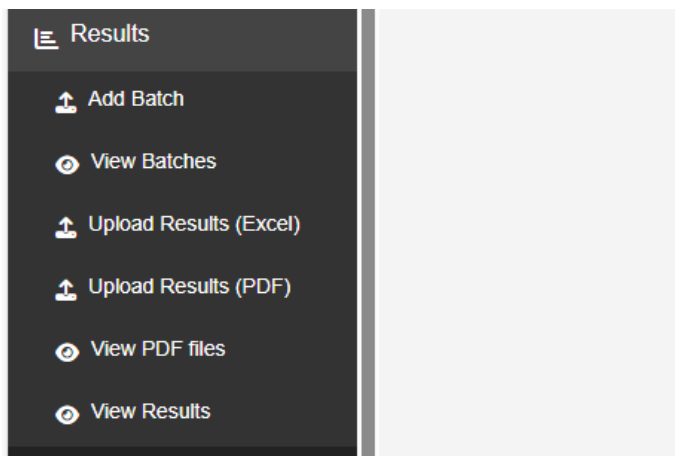 Results
Add Batch
View Batches
Upload Results (Excel)
Upload Results (PDF)
View PDF files
View Results